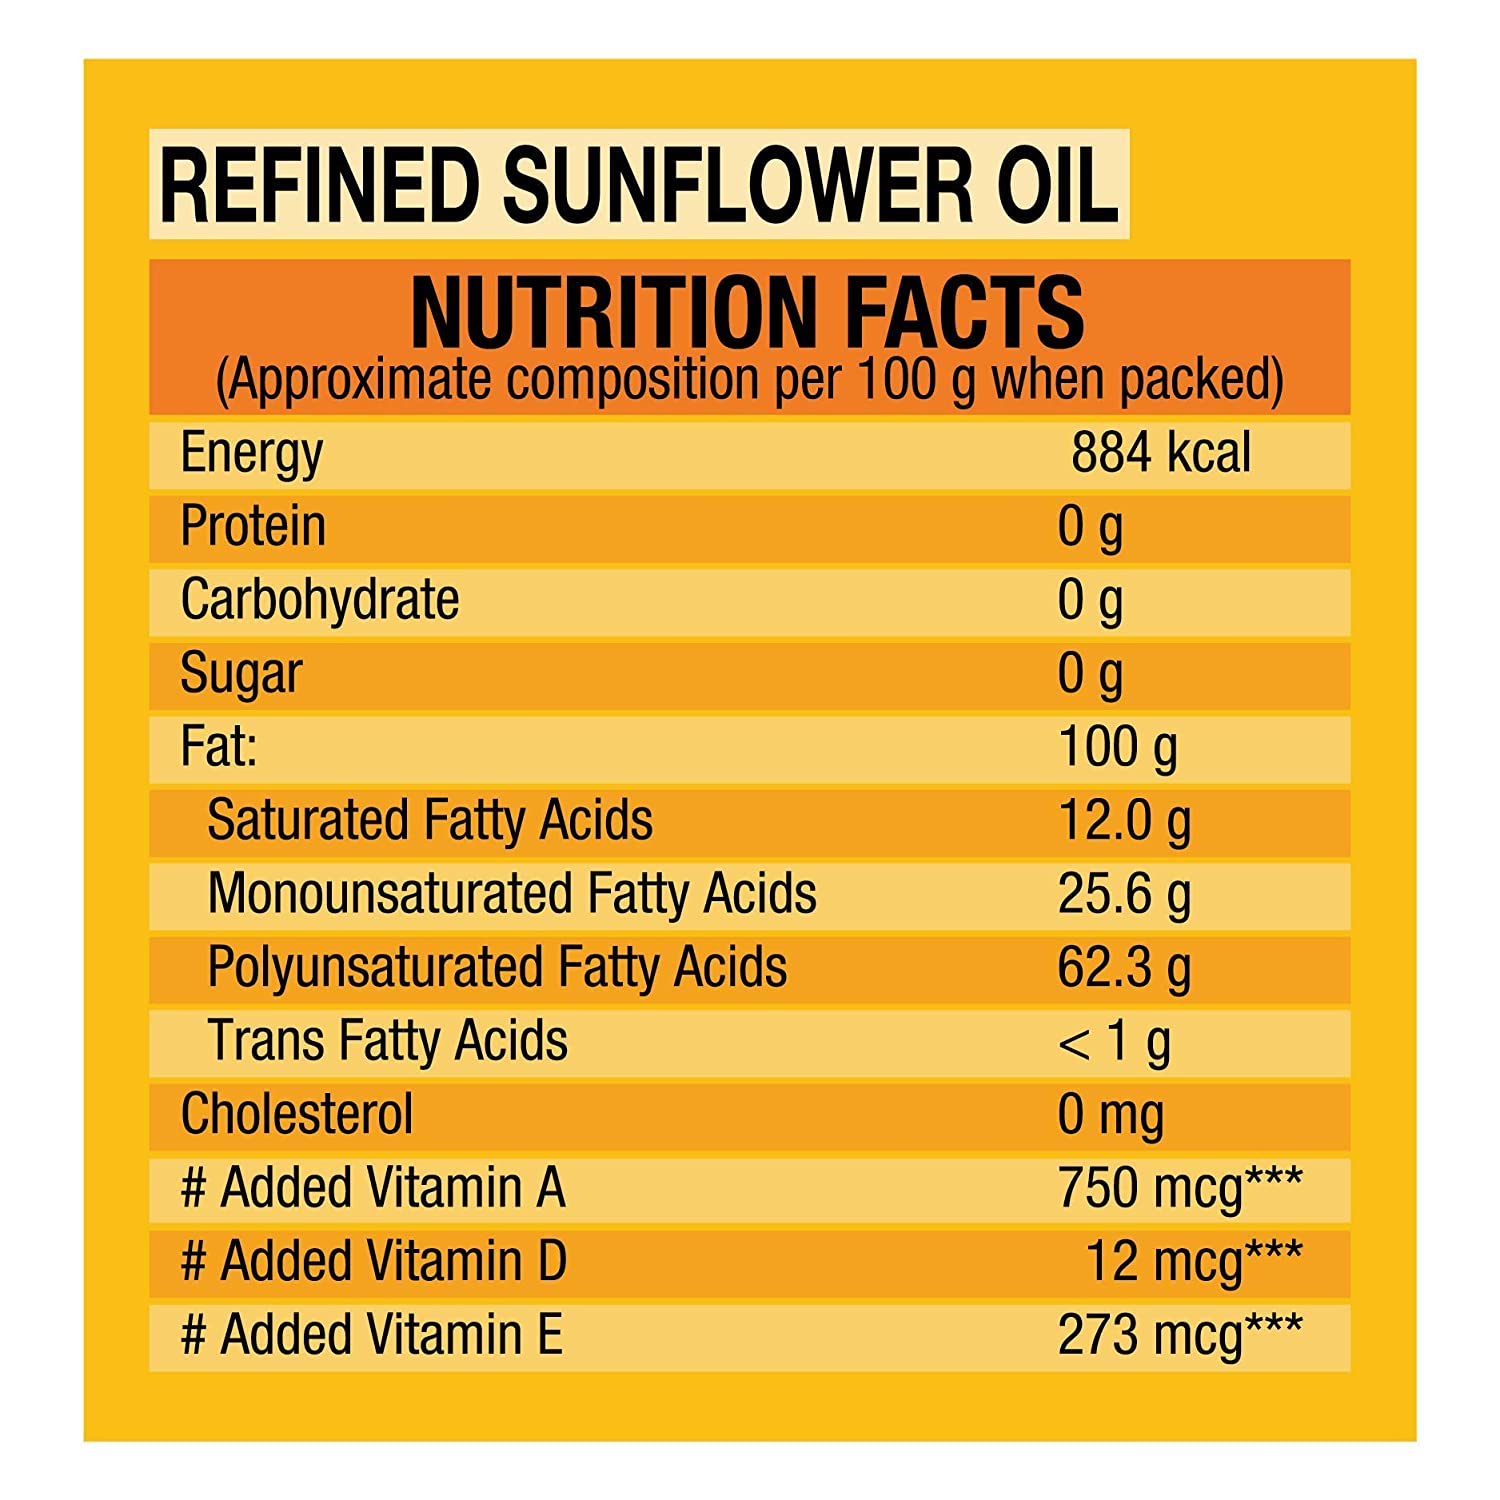 REFINED SUNFLOWER OIL
NUTRITION FACTS
(Approximate composition per 100 g when packed)
Energy 884 kcal
Protein 0 g
Carbohydrate 0 g
Sugar 0 g
Fat: 100 g
Saturated Fatty Acids 12.0 g
Monounsaturated Fatty Acids 25.6 g
Polyunsaturated Fatty Acids 62.3 g
Trans Fatty Acids < 1 g
Cholesterol 0 mg
# Added Vitamin A 750 mcg***
# Added Vitamin D 12 mcg***
# Added Vitamin E 273 mcg***